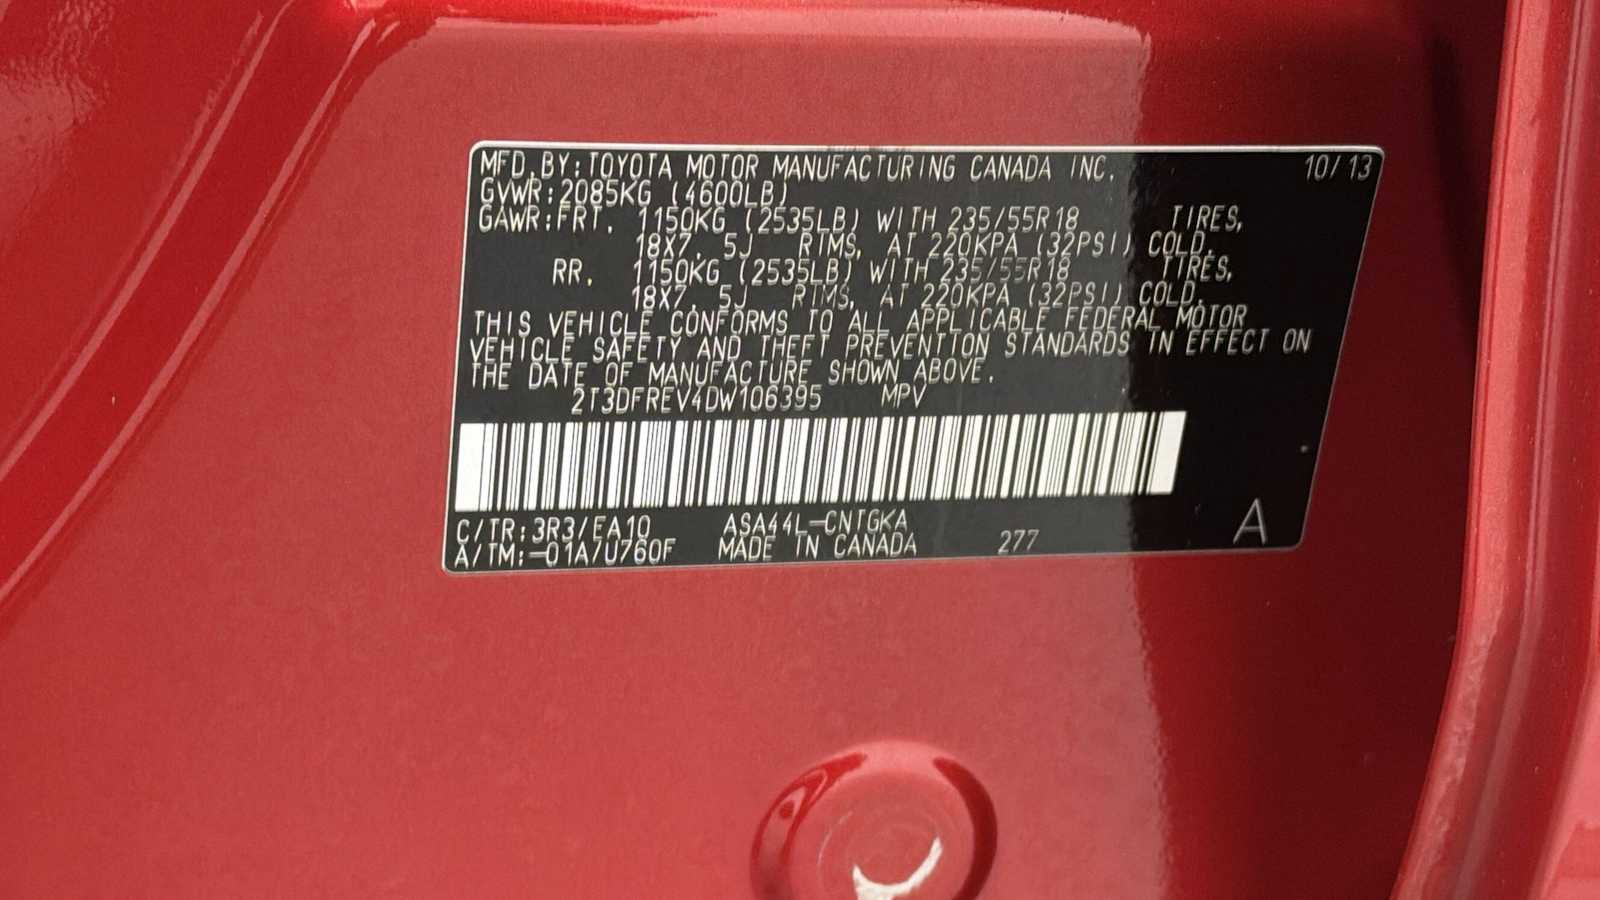 MFD.BY:TOYOTA MOTOR MANUFACTURING CANADA INC. 10/13
GVWR:2085KG (4600LB)
GAWR:FRT. 1150KG (2535LB) WITH 235/55R18 TIRES,
18X7.5J RIMS, AT 220KPA (32PSI) COLD.
RR. 1150KG (2535LB) WITH 235/55R18 TIRES,
18X7.5J RIMS, AT 220KPA (32PSI) COLD.
THIS VEHICLE CONFORMS TO ALL APPLICABLE FEDERAL MOTOR
VEHICLE SAFETY AND THEFT PREVENTION STANDARDS IN EFFECT ON
THE DATE OF MANUFACTURE SHOWN ABOVE.
2T3DFREV4DW106395 MPV
C/TR:3R3/EA10 ASA44L-CNTGKA
A/TM:-01A/U760F MADE IN CANADA 277 A